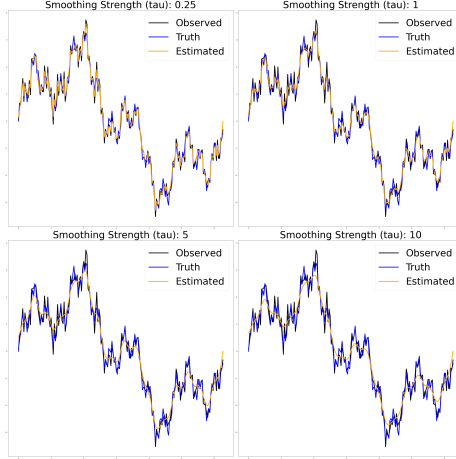 Smoothing Strength (tau): 0.25
Observed
Truth
Estimated
Smoothing Strength (tau): 1
Observed
Truth
Estimated
Smoothing Strength (tau): 5
Observed
Truth
Estimated
Smoothing Strength (tau): 10
Observed
Truth
Estimated